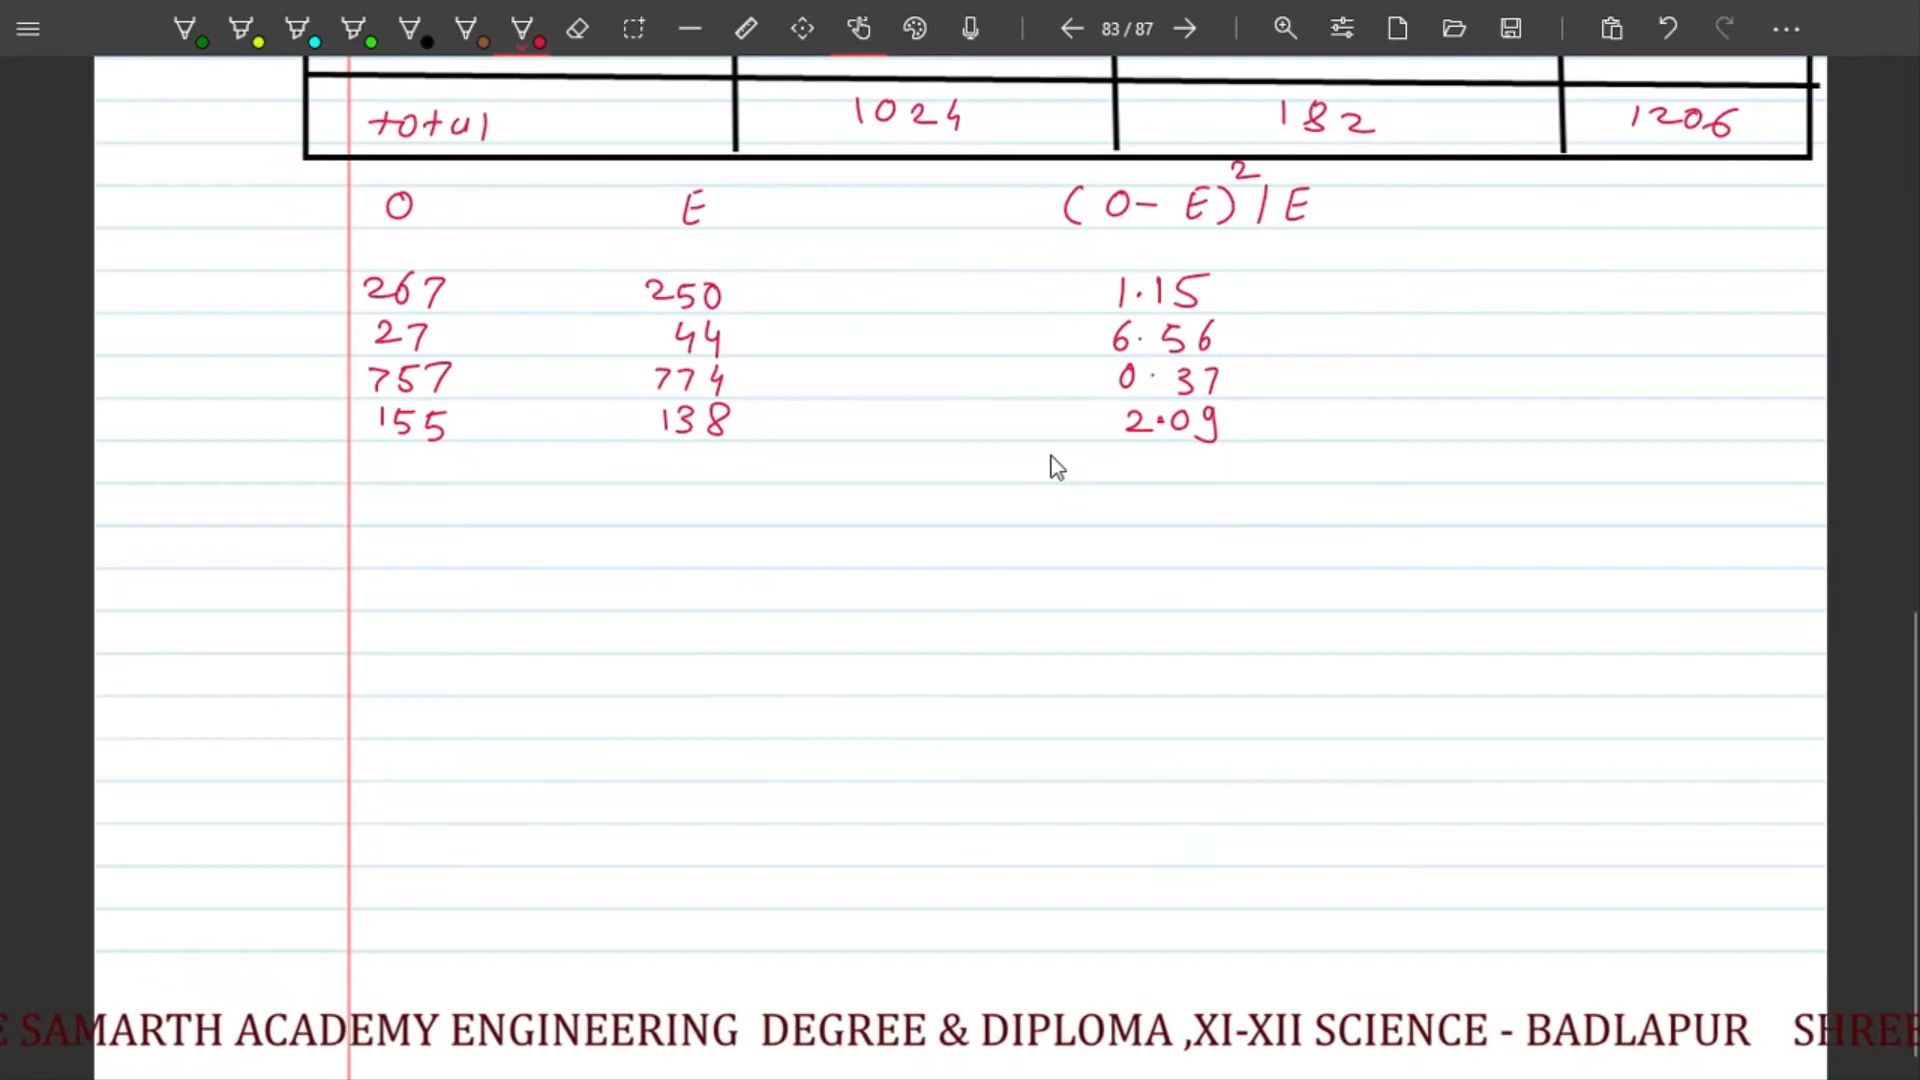 83 / 87
total 1024 182 1206
O E (O - E)² / E
267 250 1.15
27 44 6.56
757 774 0.37
155 138 2.09
E SAMARTH ACADEMY ENGINEERING DEGREE & DIPLOMA ,XI-XII SCIENCE - BADLAPUR SHREE